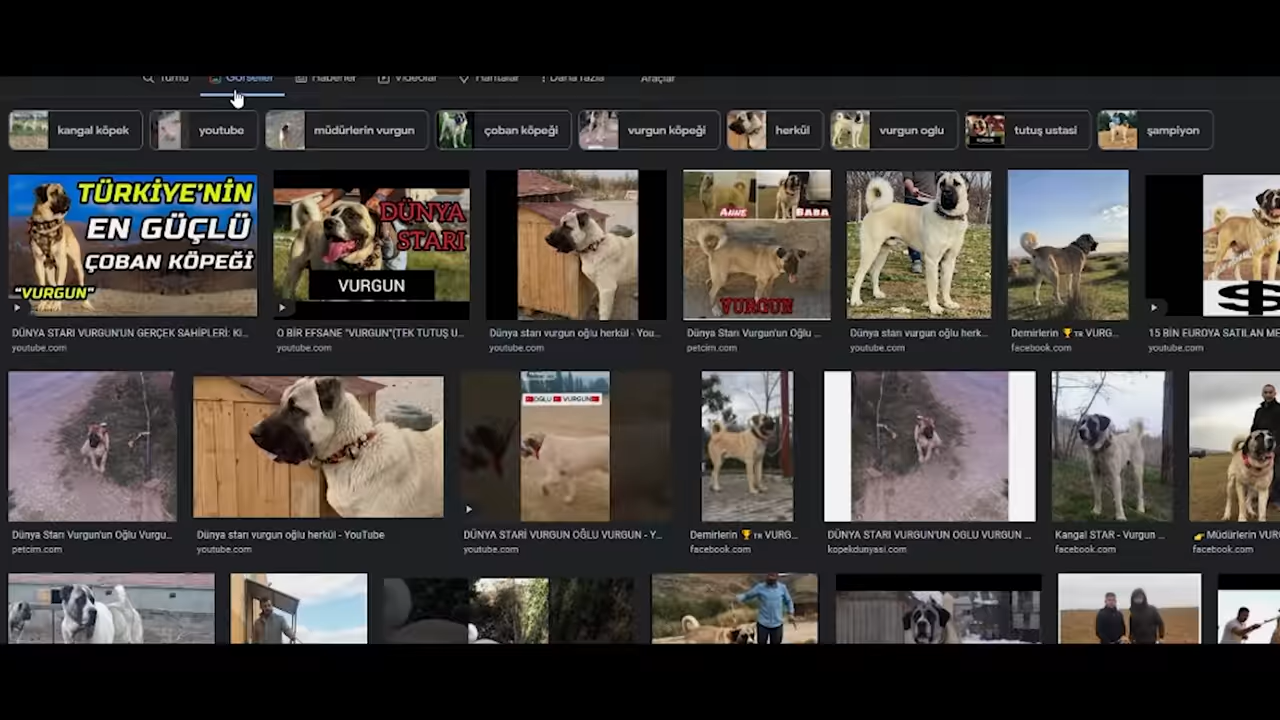 Tümü
Görseller
Haberler
Videolar
Haritalar
Daha fazla
Araçlar
kangal köpek
youtube
müdürlerin vurgun
çoban köpeği
vurgun köpeği
herkül
vurgun oglu
tutuş ustasi
şampiyon
TÜRKİYE'NİN
EN GÜÇLÜ
ÇOBAN KÖPEĞİ
"VURGUN"
DÜNYA
STARI
VURGUN
ANNE
BABA
VURGUN
$
DÜNYA STARI VURGUN'UN GERÇEK SAHİPLERİ: Kİ...
youtube.com
O BİR EFSANE "VURGUN"(TEK TUTUŞ U...
youtube.com
Dünya starı vurgun oğlu herkül - You...
youtube.com
Dünya Starı Vurgun'un Oğlu ...
petcim.com
Dünya starı vurgun oğlu herk...
youtube.com
Demirlerin 🏆TR VURG...
facebook.com
15 BİN EUROYA SATILAN ME
youtube.com
OĞLU VURGUN
Dünya Starı Vurgun'un Oğlu Vurgu...
petcim.com
Dünya starı vurgun oğlu herkül - YouTube
youtube.com
DÜNYA STARİ VURGUN OĞLU VURGUN - Y...
youtube.com
Demirlerin 🏆TR VURG...
facebook.com
DÜNYA STARI VURGUN'UN OGLU VURGUN ...
kopekdunyasi.com
Kangal STAR - Vurgun ...
facebook.com
👉Müdürlerin VUR
facebook.com